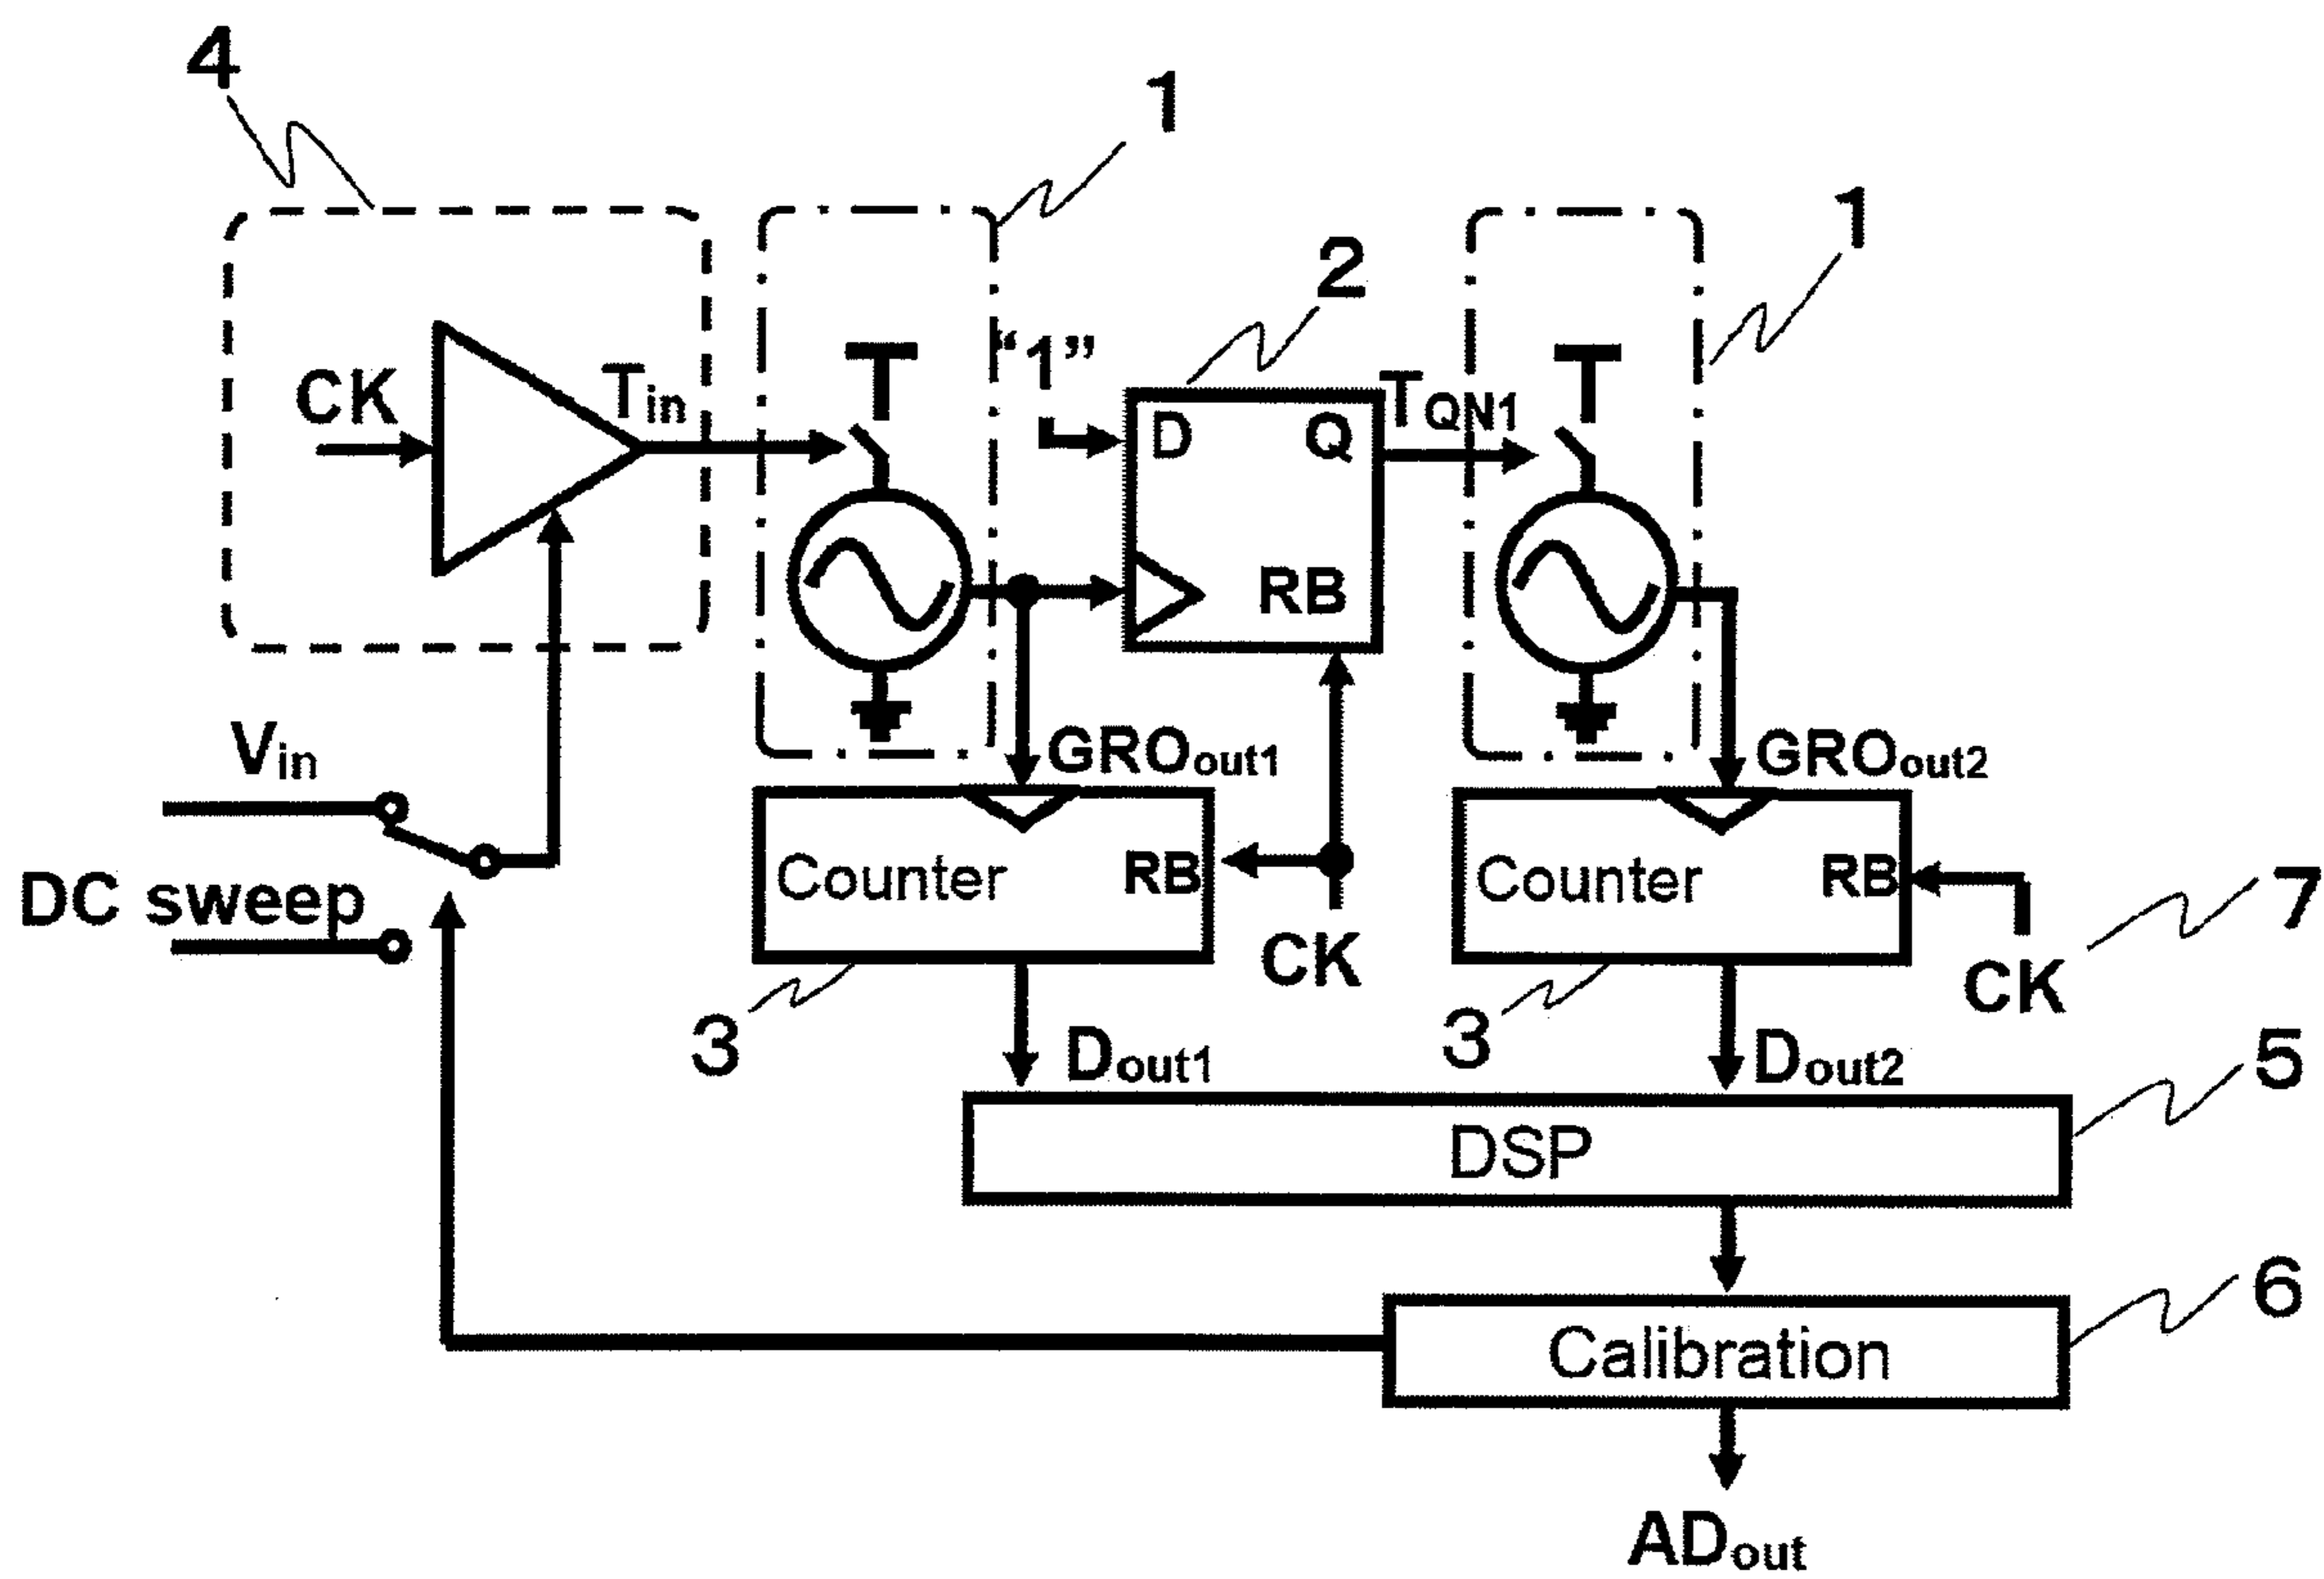 4
1
1
2
"1"
CK
Tin
D
Q
TQN1
RB
Vin
GROout1
GROout2
DC sweep
Counter
RB
Counter
RB
7
CK
CK
3
Dout1
3
Dout2
5
DSP
6
Calibration
ADout